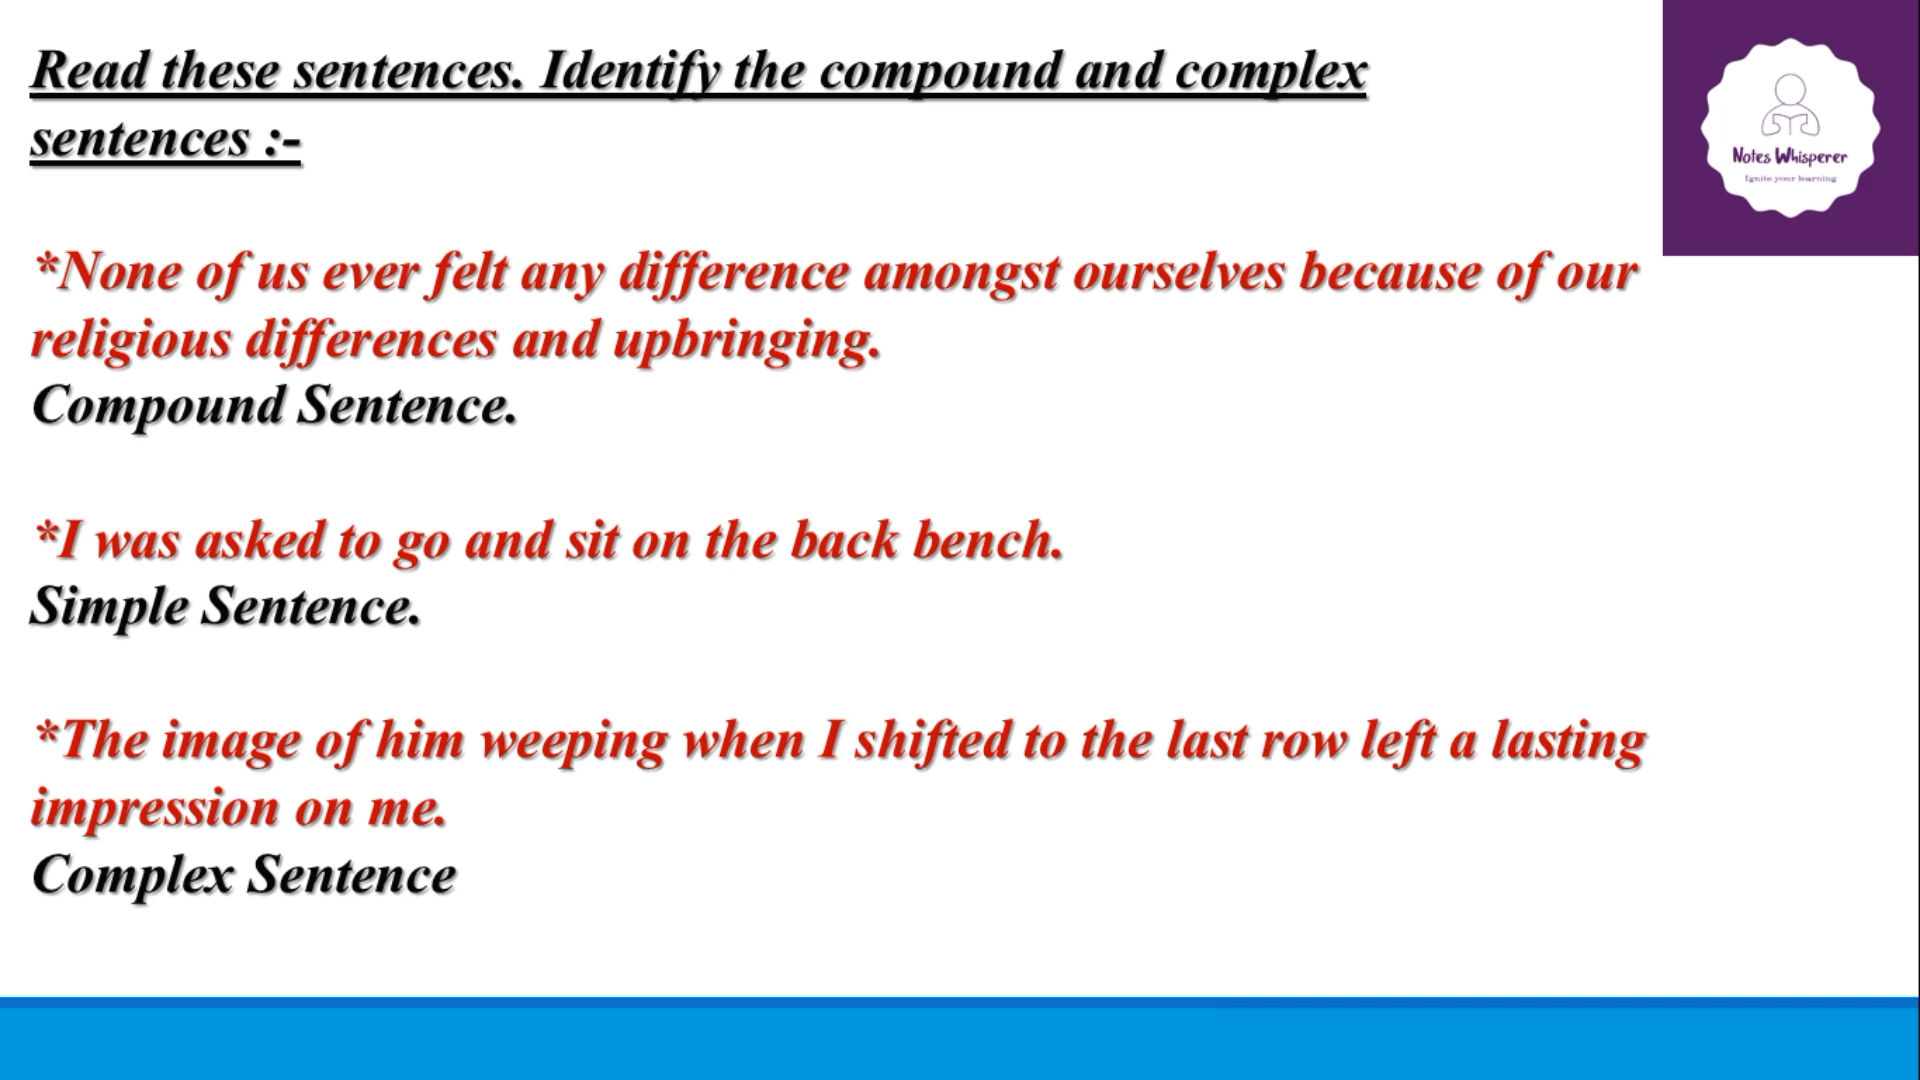 Read these sentences. Identify the compound and complex
sentences :-
Notes Whisperer
Ignite your learning
*None of us ever felt any difference amongst ourselves because of our
religious differences and upbringing.
Compound Sentence.
*I was asked to go and sit on the back bench.
Simple Sentence.
*The image of him weeping when I shifted to the last row left a lasting
impression on me.
Complex Sentence